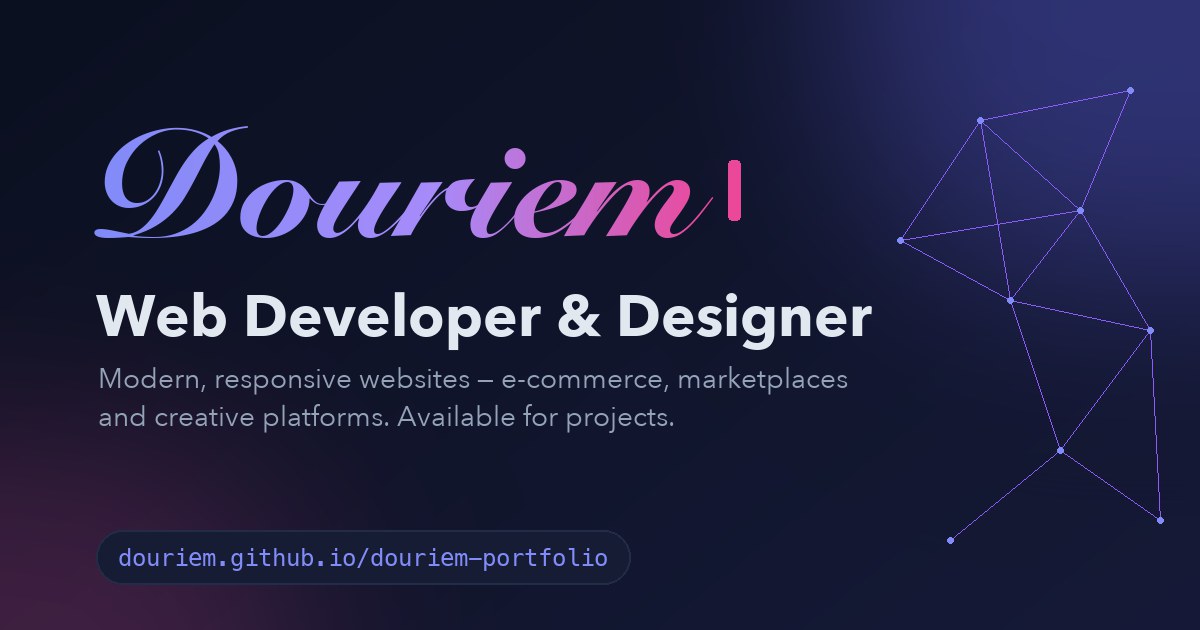 Douriem
Web Developer & Designer
Modern, responsive websites – e-commerce, marketplaces
and creative platforms. Available for projects.
douriem.github.io/douriem-portfolio